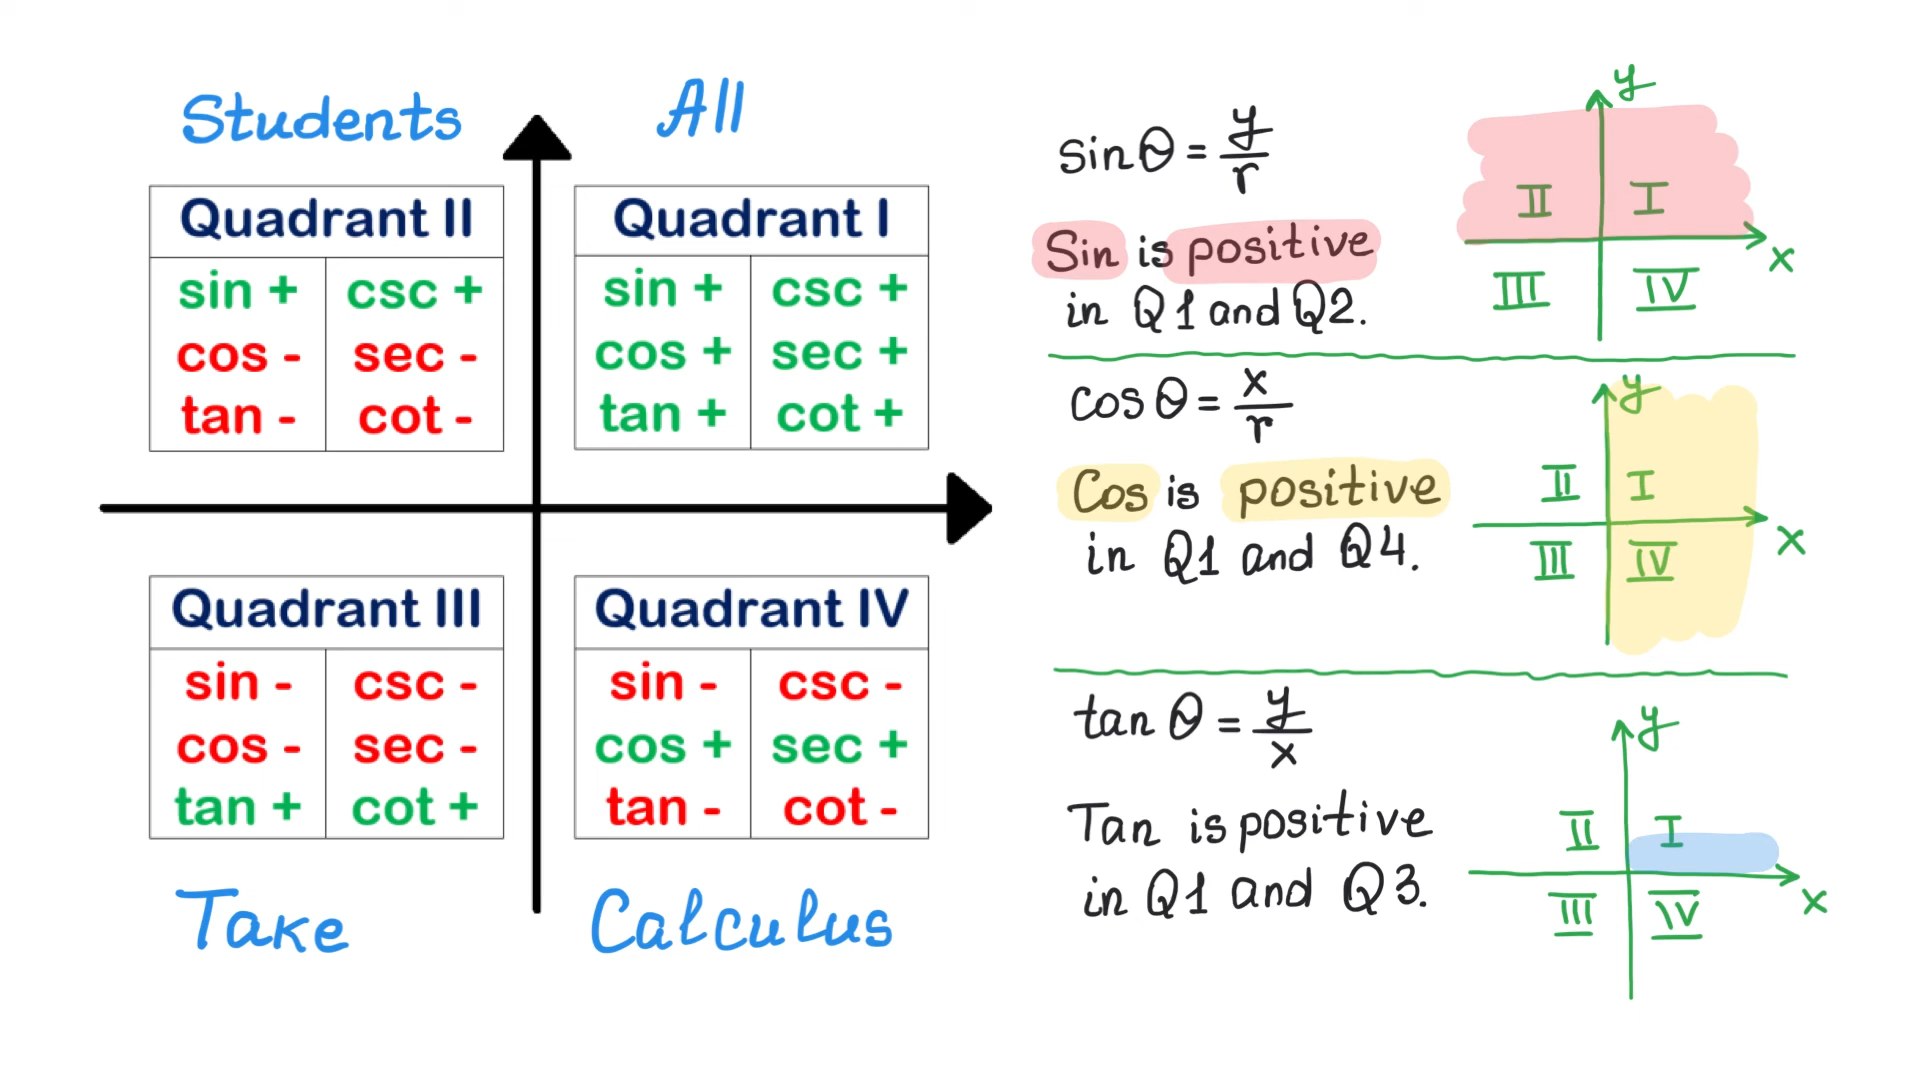 Students
All
Quadrant II
sin + csc +
cos - sec -
tan - cot -
Quadrant I
sin + csc +
cos + sec +
tan + cot +
Quadrant III
sin - csc -
cos - sec -
tan + cot +
Quadrant IV
sin - csc -
cos + sec +
tan - cot -
Take
Calculus
sin θ = y/r
Sin is positive
in Q1 and Q2.
y
II I
x
III IV
cos θ = x/r
Cos is positive
in Q1 and Q4.
y
II I
x
III IV
tan θ = y/x
Tan is positive
in Q1 and Q3.
y
II I
x
III IV